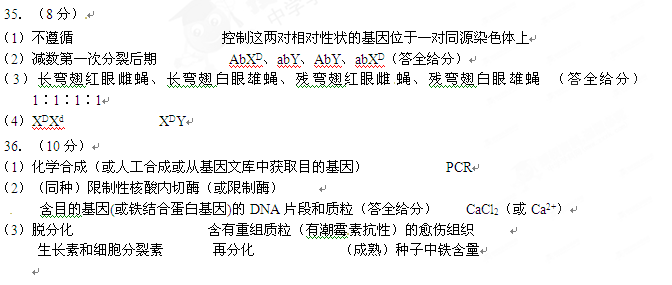 35. （8分）.
（1）不遵循 控制这两对相对性状的基因位于一对同源染色体上
（2）减数第一次分裂后期 AbXᴰ、abY、AbY、abXᴰ（答全给分）
（3）长弯翅红眼雌蝇、长弯翅白眼雄蝇、残弯翅红眼雌 蝇、残弯翅白眼雄蝇 （答全给分）
1∶1∶1∶1
（4）XᴰXᵈ XᴰY
36. （10分）
（1）化学合成（或人工合成或从基因文库中获取目的基因） PCR
（2）（同种）限制性核酸内切酶（或限制酶）
含目的基因(或铁结合蛋白基因)的 DNA 片段和质粒（答全给分） CaCl₂（或 Ca²⁺）
（3）脱分化 含有重组质粒（有潮霉素抗性）的愈伤组织
生长素和细胞分裂素 再分化 （成熟）种子中铁含量